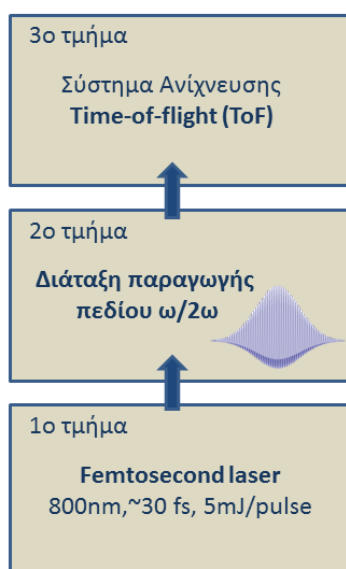 3ο τμήμα
Σύστημα Ανίχνευσης
Time-of-flight (ToF)
2ο τμήμα
Διάταξη παραγωγής
πεδίου ω/2ω
1ο τμήμα
Femtosecond laser
800nm,~30 fs, 5mJ/pulse